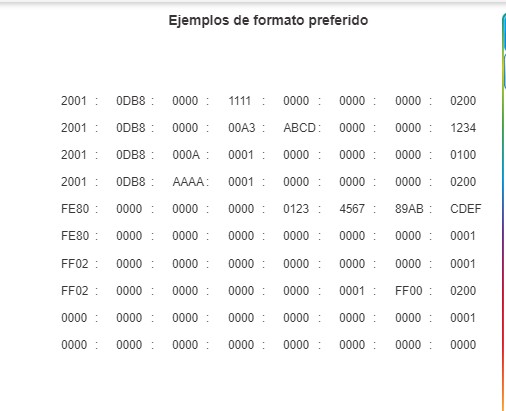 Ejemplos de formato preferido
2001 : 0DB8 : 0000 : 1111 : 0000 : 0000 : 0000 : 0200
2001 : 0DB8 : 0000 : 00A3 : ABCD : 0000 : 0000 : 1234
2001 : 0DB8 : 000A : 0001 : 0000 : 0000 : 0000 : 0100
2001 : 0DB8 : AAAA : 0001 : 0000 : 0000 : 0000 : 0200
FE80 : 0000 : 0000 : 0000 : 0123 : 4567 : 89AB : CDEF
FE80 : 0000 : 0000 : 0000 : 0000 : 0000 : 0000 : 0001
FF02 : 0000 : 0000 : 0000 : 0000 : 0000 : 0000 : 0001
FF02 : 0000 : 0000 : 0000 : 0000 : 0001 : FF00 : 0200
0000 : 0000 : 0000 : 0000 : 0000 : 0000 : 0000 : 0001
0000 : 0000 : 0000 : 0000 : 0000 : 0000 : 0000 : 0000